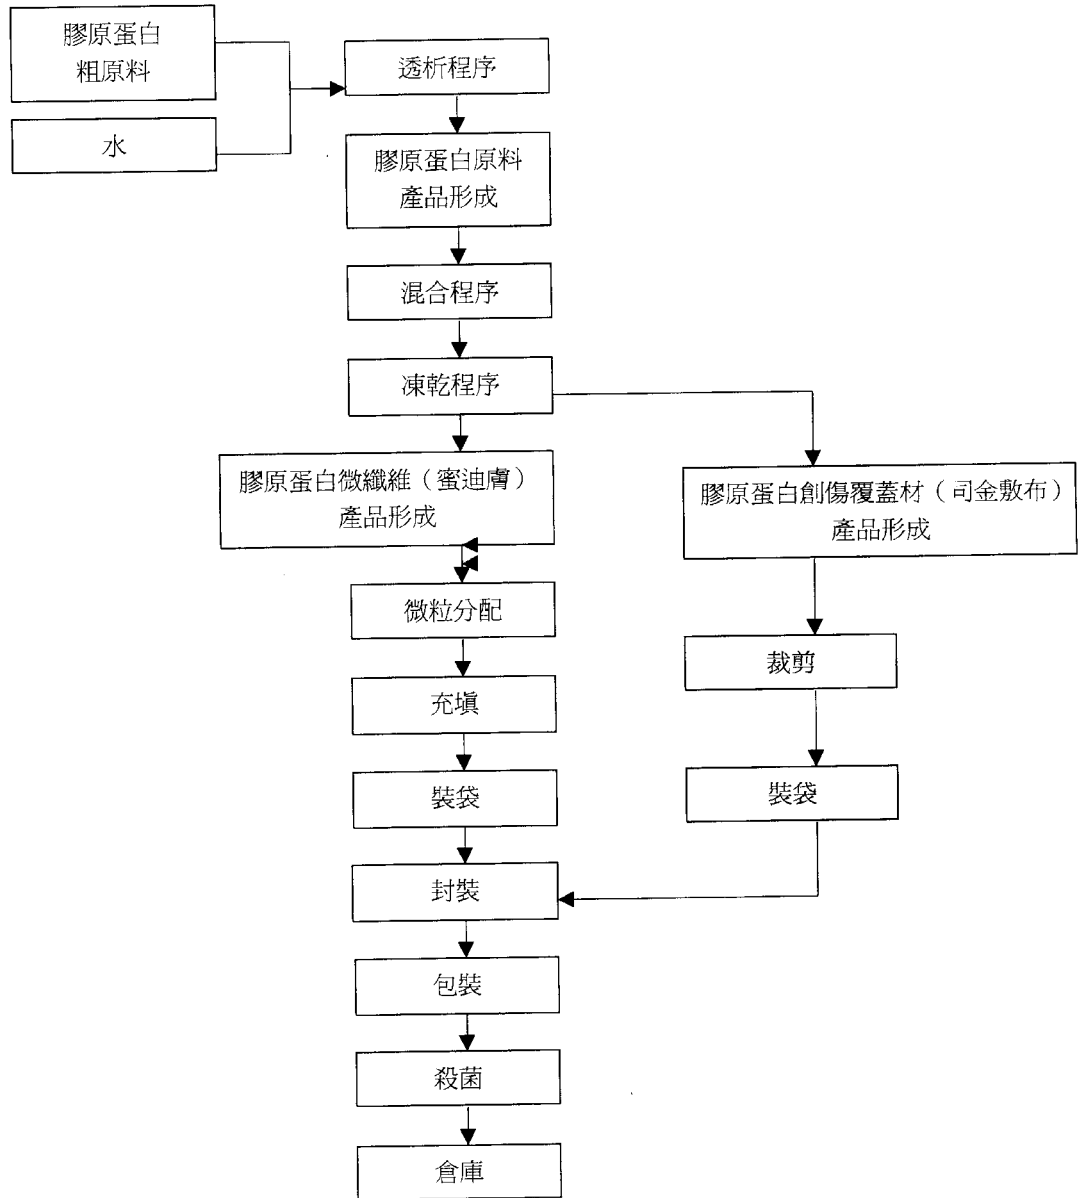 膠原蛋白
粗原料
水
透析程序
膠原蛋白原料
產品形成
混合程序
凍乾程序
膠原蛋白微纖維（蜜迪膚）
產品形成
膠原蛋白創傷覆蓋材（司金敷布）
產品形成
微粒分配
裁剪
充填
裝袋
裝袋
封裝
包裝
殺菌
倉庫